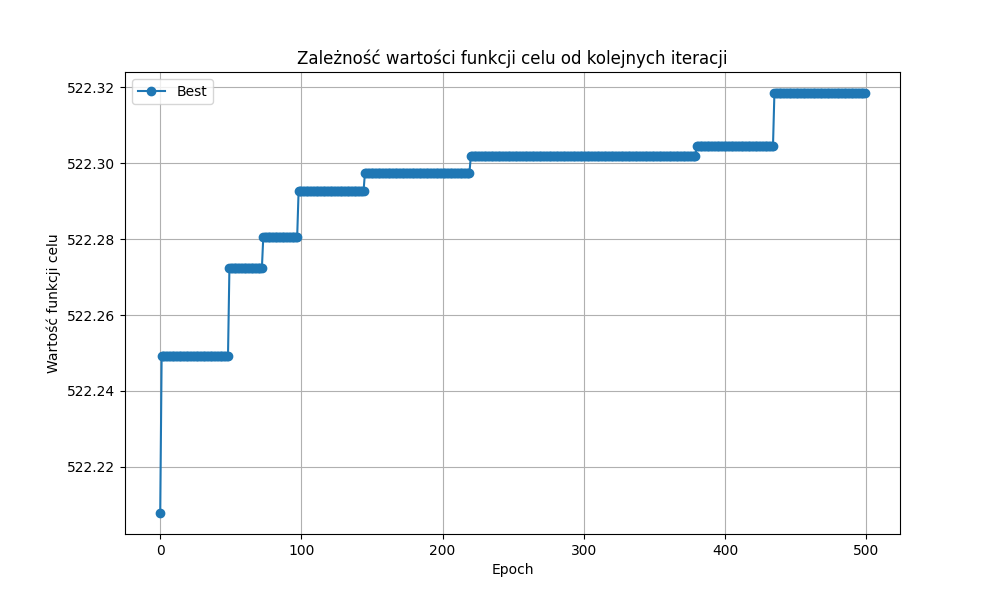 Zależność wartości funkcji celu od kolejnych iteracji
Best
522.32
522.30
522.28
522.26
522.24
522.22
Wartość funkcji celu
0 100 200 300 400 500
Epoch